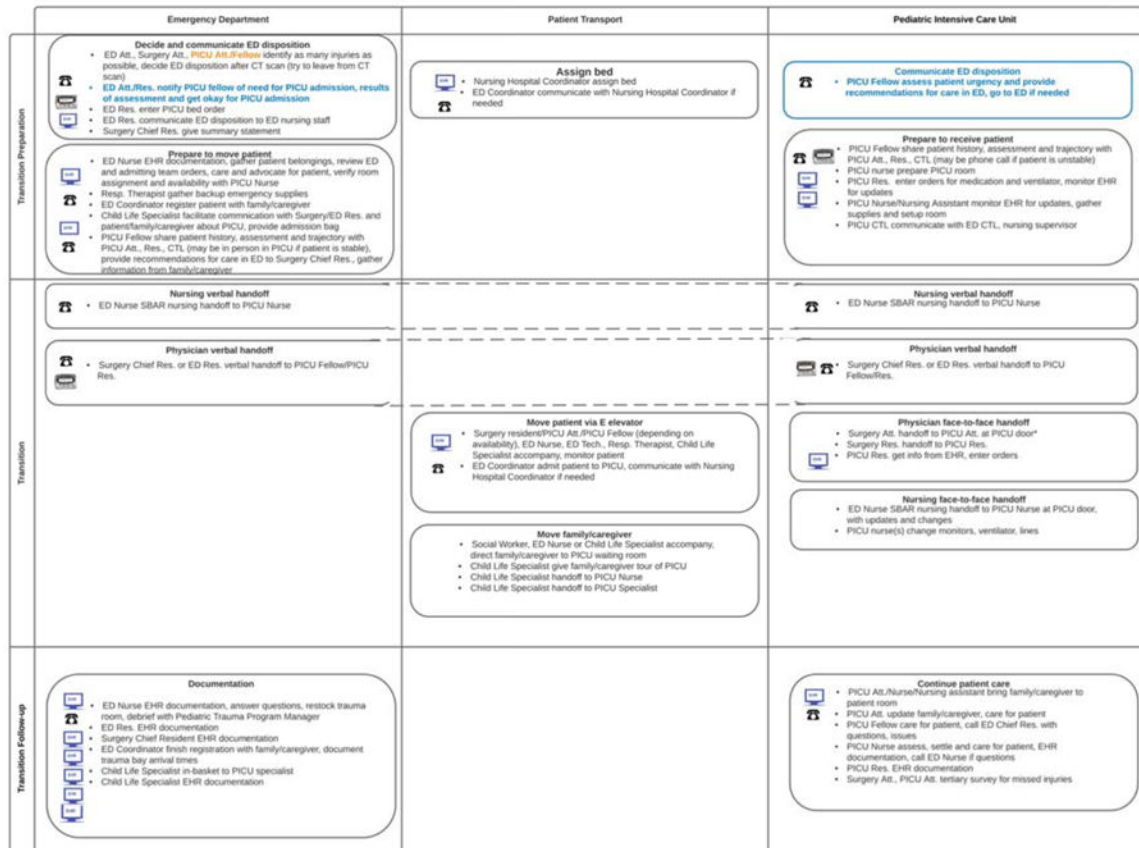 Emergency Department
Patient Transport
Pediatric Intensive Care Unit
Transition Preparation
Decide and communicate ED disposition
• ED Att., Surgery Att., PICU Att./Fellow identify as many injuries as
possible, decide ED disposition after CT scan (try to leave from CT
scan)
• ED Att./Res. notify PICU fellow of need for PICU admission, results
of assessment and get okay for PICU admission
• ED Res. enter PICU bed order
• ED Res. communicate ED disposition to ED nursing staff
• Surgery Chief Res. give summary statement
Prepare to move patient
• ED Nurse EHR documentation, gather patient belongings, review ED
and admitting team orders, care and advocate for patient, verify room
assignment and availability with PICU Nurse
• Resp. Therapist gather backup emergency supplies
• ED Coordinator register patient with family/caregiver
• Child Life Specialist facilitate commnication with Surgery/ED Res. and
patient/family/caregiver about PICU, provide admission bag
• PICU Fellow share patient history, assessment and trajectory with
PICU Att., Res., CTL (may be in person in PICU if patient is stable),
provide recommendations for care in ED to Surgery Chief Res., gather
information from family/caregiver
Assign bed
• Nursing Hospital Coordinator assign bed
• ED Coordinator communicate with Nursing Hospital Coordinator if
needed
Communicate ED disposition
• PICU Fellow assess patient urgency and provide
recommendations for care in ED, go to ED if needed
Prepare to receive patient
• PICU Fellow share patient history, assessment and trajectory with
PICU Att., Res., CTL (may be phone call if patient is unstable)
• PICU nurse prepare PICU room
• PICU Res. enter orders for medication and ventilator, monitor EHR
for updates
• PICU Nurse/Nursing Assistant monitor EHR for updates, gather
supplies and setup room
• PICU CTL communicate with ED CTL, nursing supervisor
Transition
Nursing verbal handoff
• ED Nurse SBAR nursing handoff to PICU Nurse
Physician verbal handoff
• Surgery Chief Res. or ED Res. verbal handoff to PICU Fellow/PICU
Res.
Move patient via E elevator
• Surgery resident/PICU Att./PICU Fellow (depending on
availability), ED Nurse, ED Tech., Resp. Therapist, Child Life
Specialist accompany, monitor patient
• ED Coordinator admit patient to PICU, communicate with Nursing
Hospital Coordinator if needed
Move family/caregiver
• Social Worker, ED Nurse or Child Life Specialist accompany,
direct family/caregiver to PICU waiting room
• Child Life Specialist give family/caregiver tour of PICU
• Child Life Specialist handoff to PICU Nurse
• Child Life Specialist handoff to PICU Specialist
Nursing verbal handoff
• ED Nurse SBAR nursing handoff to PICU Nurse
Physician verbal handoff
• Surgery Chief Res. or ED Res. verbal handoff to PICU
Fellow/Res.
Physician face-to-face handoff
• Surgery Att. handoff to PICU Att. at PICU door*
• Surgery Res. handoff to PICU Res.
• PICU Res. get info from EHR, enter orders
Nursing face-to-face handoff
• ED Nurse SBAR nursing handoff to PICU Nurse at PICU door,
with updates and changes
• PICU nurse(s) change monitors, ventilator, lines
Transition Follow-up
Documentation
• ED Nurse EHR documentation, answer questions, restock trauma
room, debrief with Pediatric Trauma Program Manager
• ED Res. EHR documentation
• Surgery Chief Resident EHR documentation
• ED Coordinator finish registration with family/caregiver, document
trauma bay arrival times
• Child Life Specialist in-basket to PICU specialist
• Child Life Specialist EHR documentation
Continue patient care
• PICU Att./Nurse/Nursing assistant bring family/caregiver to
patient room
• PICU Att. update family/caregiver, care for patient
• PICU Fellow care for patient, call ED Chief Res. with
questions, issues
• PICU Nurse assess, settle and care for patient, EHR
documentation, call ED Nurse if questions
• PICU Res. EHR documentation
• Surgery Att., PICU Att. tertiary survey for missed injuries